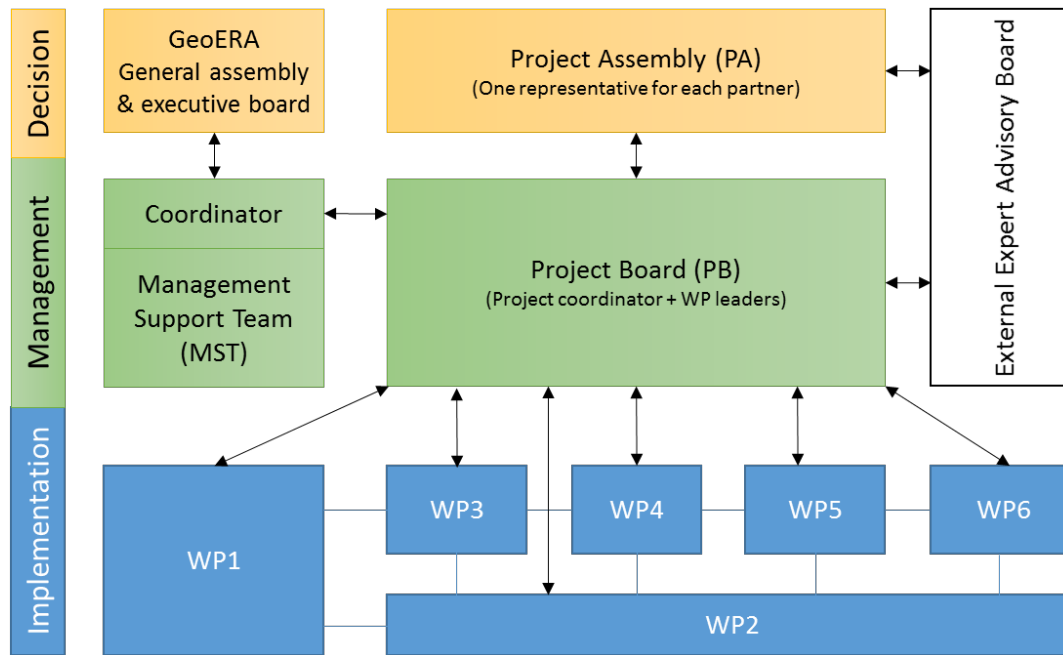 Decision
GeoERA
General assembly
& executive board
Project Assembly (PA)
(One representative for each partner)
External Expert Advisory Board
Management
Coordinator
Management
Support Team
(MST)
Project Board (PB)
(Project coordinator + WP leaders)
Implementation
WP1
WP3
WP4
WP5
WP6
WP2